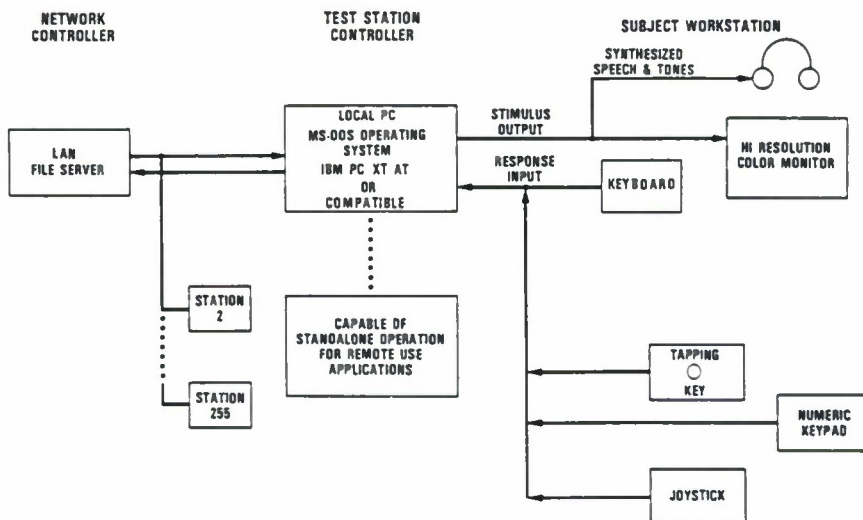 NETWORK
CONTROLLER
TEST STATION
CONTROLLER
SUBJECT WORKSTATION
SYNTHESIZED
SPEECH & TONES
LAN
FILE SERVER
LOCAL PC
MS-DOS OPERATING
SYSTEM
IBM PC XT AT
OR
COMPATIBLE
STIMULUS
OUTPUT
RESPONSE
INPUT
HI RESOLUTION
COLOR MONITOR
KEYBOARD
STATION
2
STATION
255
CAPABLE OF
STANDALONE OPERATION
FOR REMOTE USE
APPLICATIONS
TAPPING
KEY
NUMERIC
KEYPAD
JOYSTICK